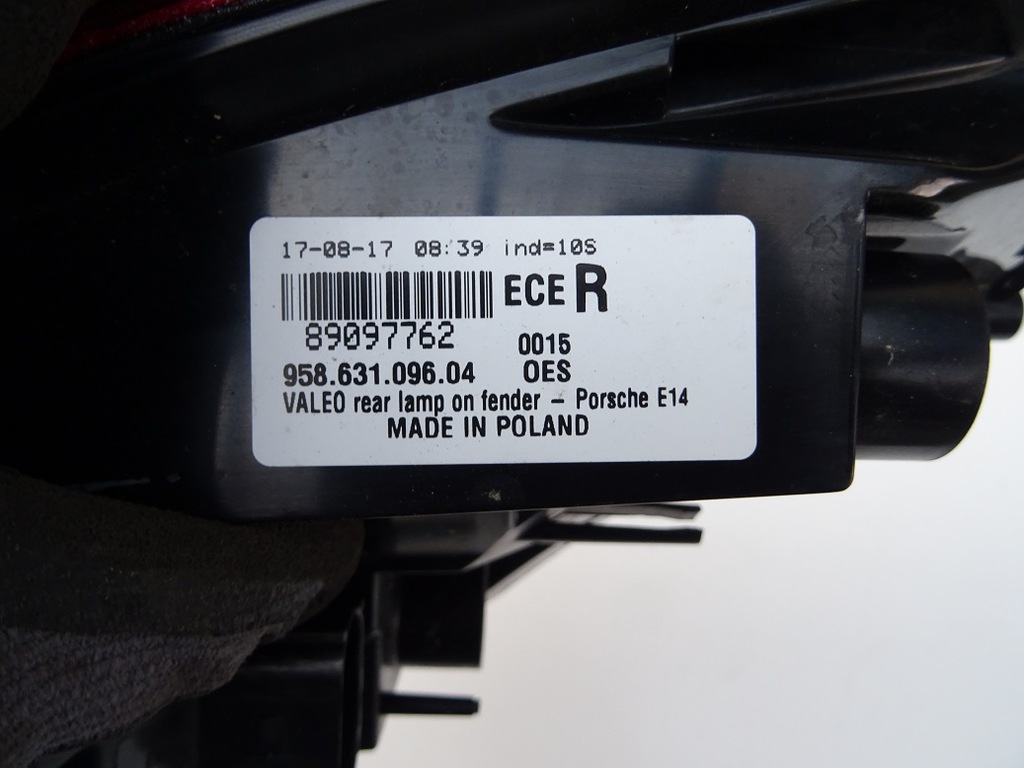 17-08-17 08:39 ind=10S
ECE R
89097762 0015
958.631.096.04 OES
VALEO rear lamp on fender - Porsche E14
MADE IN POLAND